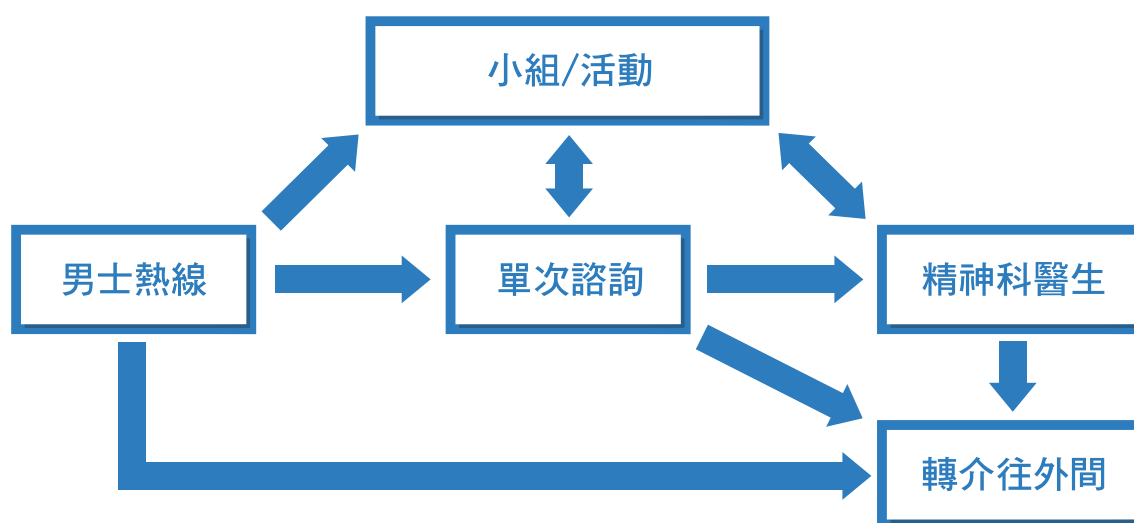 小組/活動
男士熱線
單次諮詢
精神科醫生
轉介往外間